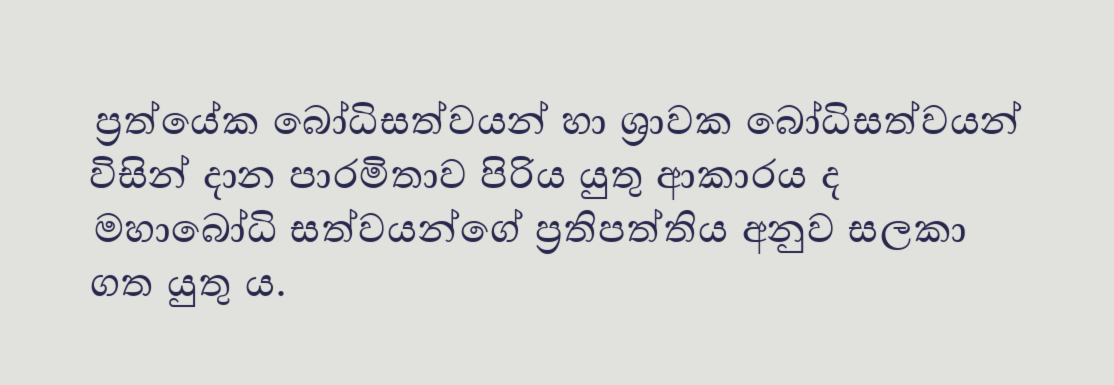 ප්‍රත්යේක බෝධිසත්වයන් හා ශ්‍රාවක බෝධිසත්වයන්
විසින් දාන පාරමිතාව පිරිය යුතු ආකාරය ද
මහාබෝධි සත්වයන්ගේ ප්‍රතිපත්තිය අනුව සලකා
ගත යුතු ය.